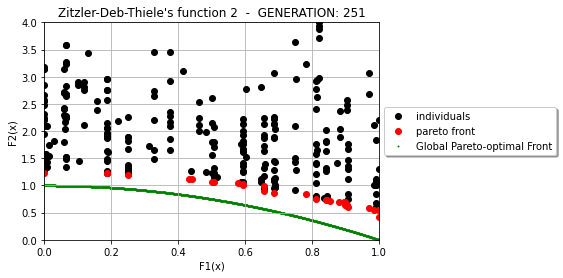 Zitzler-Deb-Thiele's function 2 - GENERATION: 251
4.0
3.5
3.0
2.5
2.0
1.5
1.0
0.5
0.0
F2(x)
0.0 0.2 0.4 0.6 0.8 1.0
F1(x)
individuals
pareto front
Global Pareto-optimal Front